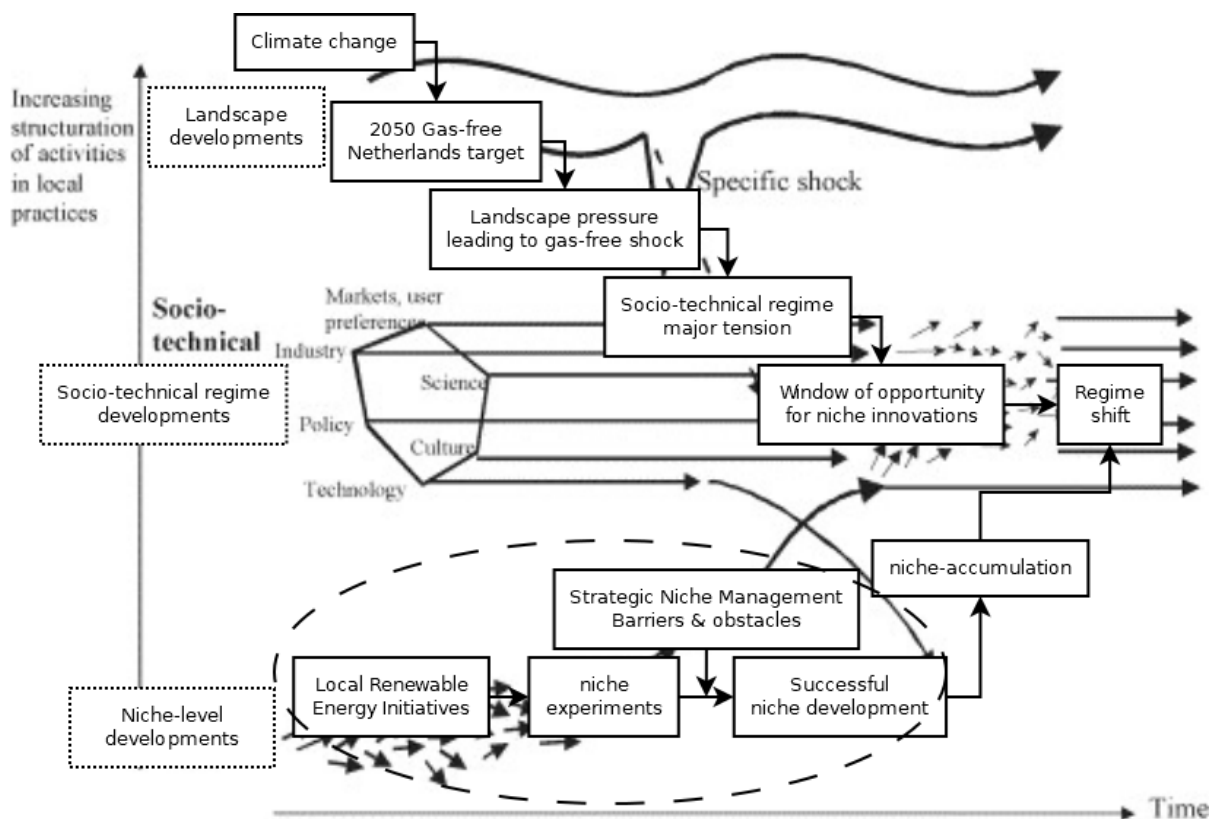 Climate change
Increasing
structuration
of activities
in local
practices
Landscape
developments
2050 Gas-free
Netherlands target
Specific shock
Landscape pressure
leading to gas-free shock
Socio-technical regime
major tension
Markets, user
preferences
Socio-
technical
Industry
Science
Socio-technical regime
developments
Window of opportunity
for niche innovations
Regime
shift
Policy
Culture
Technology
niche-accumulation
Strategic Niche Management
Barriers & obstacles
Local Renewable
Energy Initiatives
niche
experiments
Successful
niche development
Niche-level
developments
Time